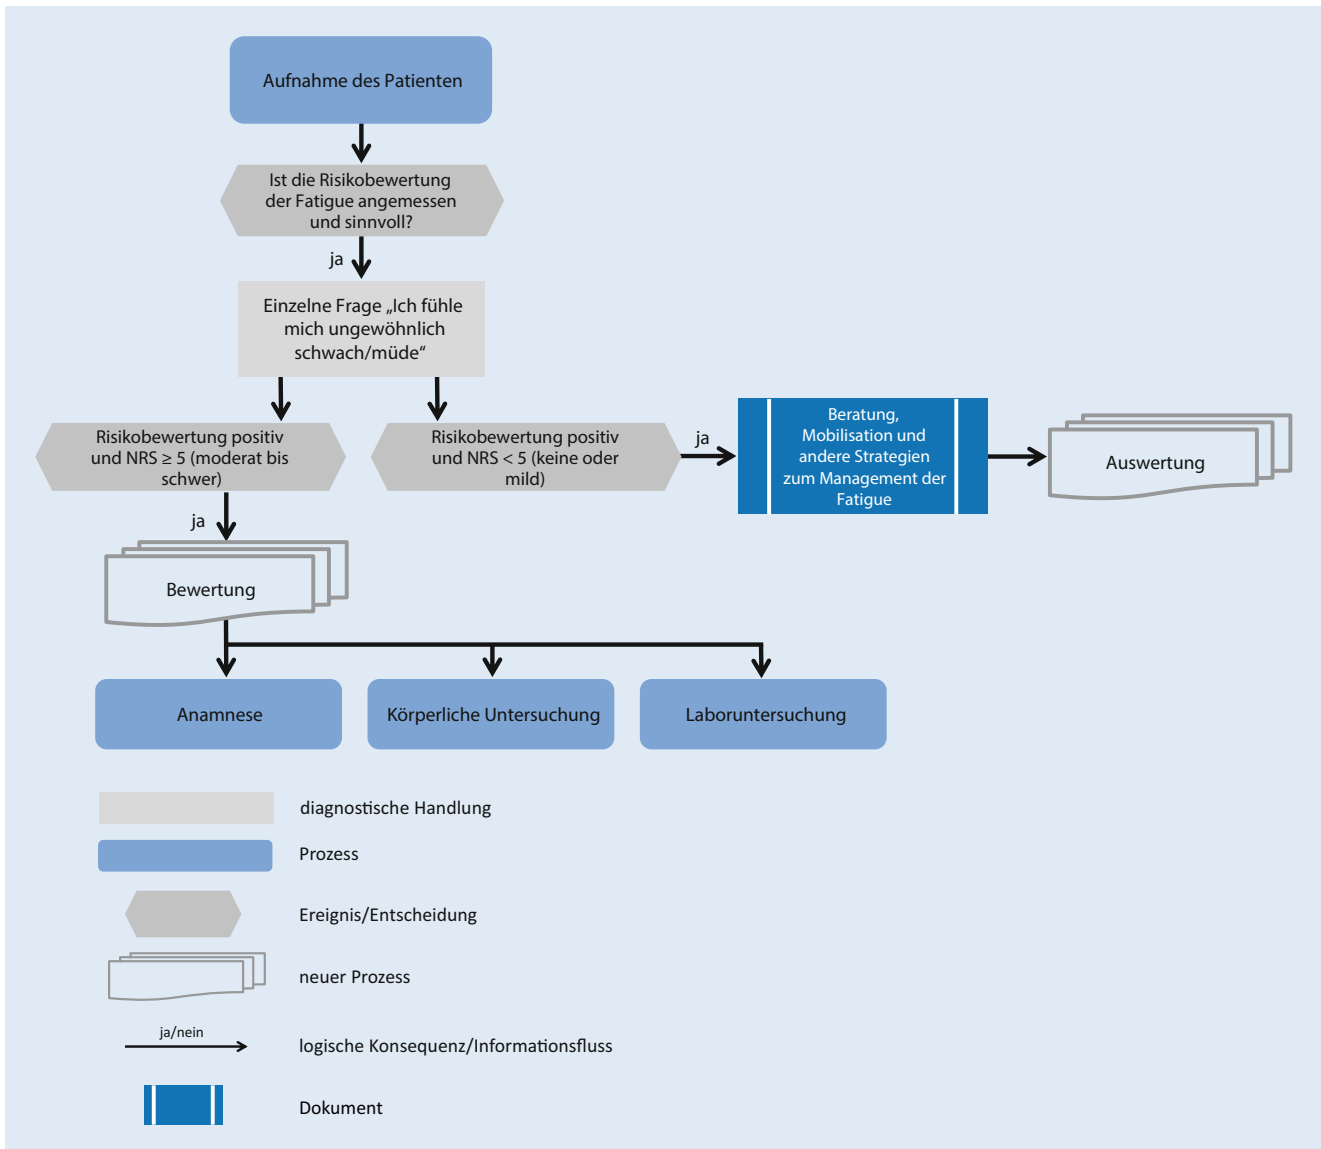 Aufnahme des Patienten
Ist die Risikobewertung
der Fatigue angemessen
und sinnvoll?
ja
Einzelne Frage „Ich fühle
mich ungewöhnlich
schwach/müde“
Risikobewertung positiv
und NRS ≥ 5 (moderat bis
schwer)
Risikobewertung positiv
und NRS < 5 (keine oder
mild)
ja
Beratung,
Mobilisation und
andere Strategien
zum Management der
Fatigue
Auswertung
ja
Bewertung
Anamnese
Körperliche Untersuchung
Laboruntersuchung
diagnostische Handlung
Prozess
Ereignis/Entscheidung
neuer Prozess
ja/nein
logische Konsequenz/Informationsfluss
Dokument